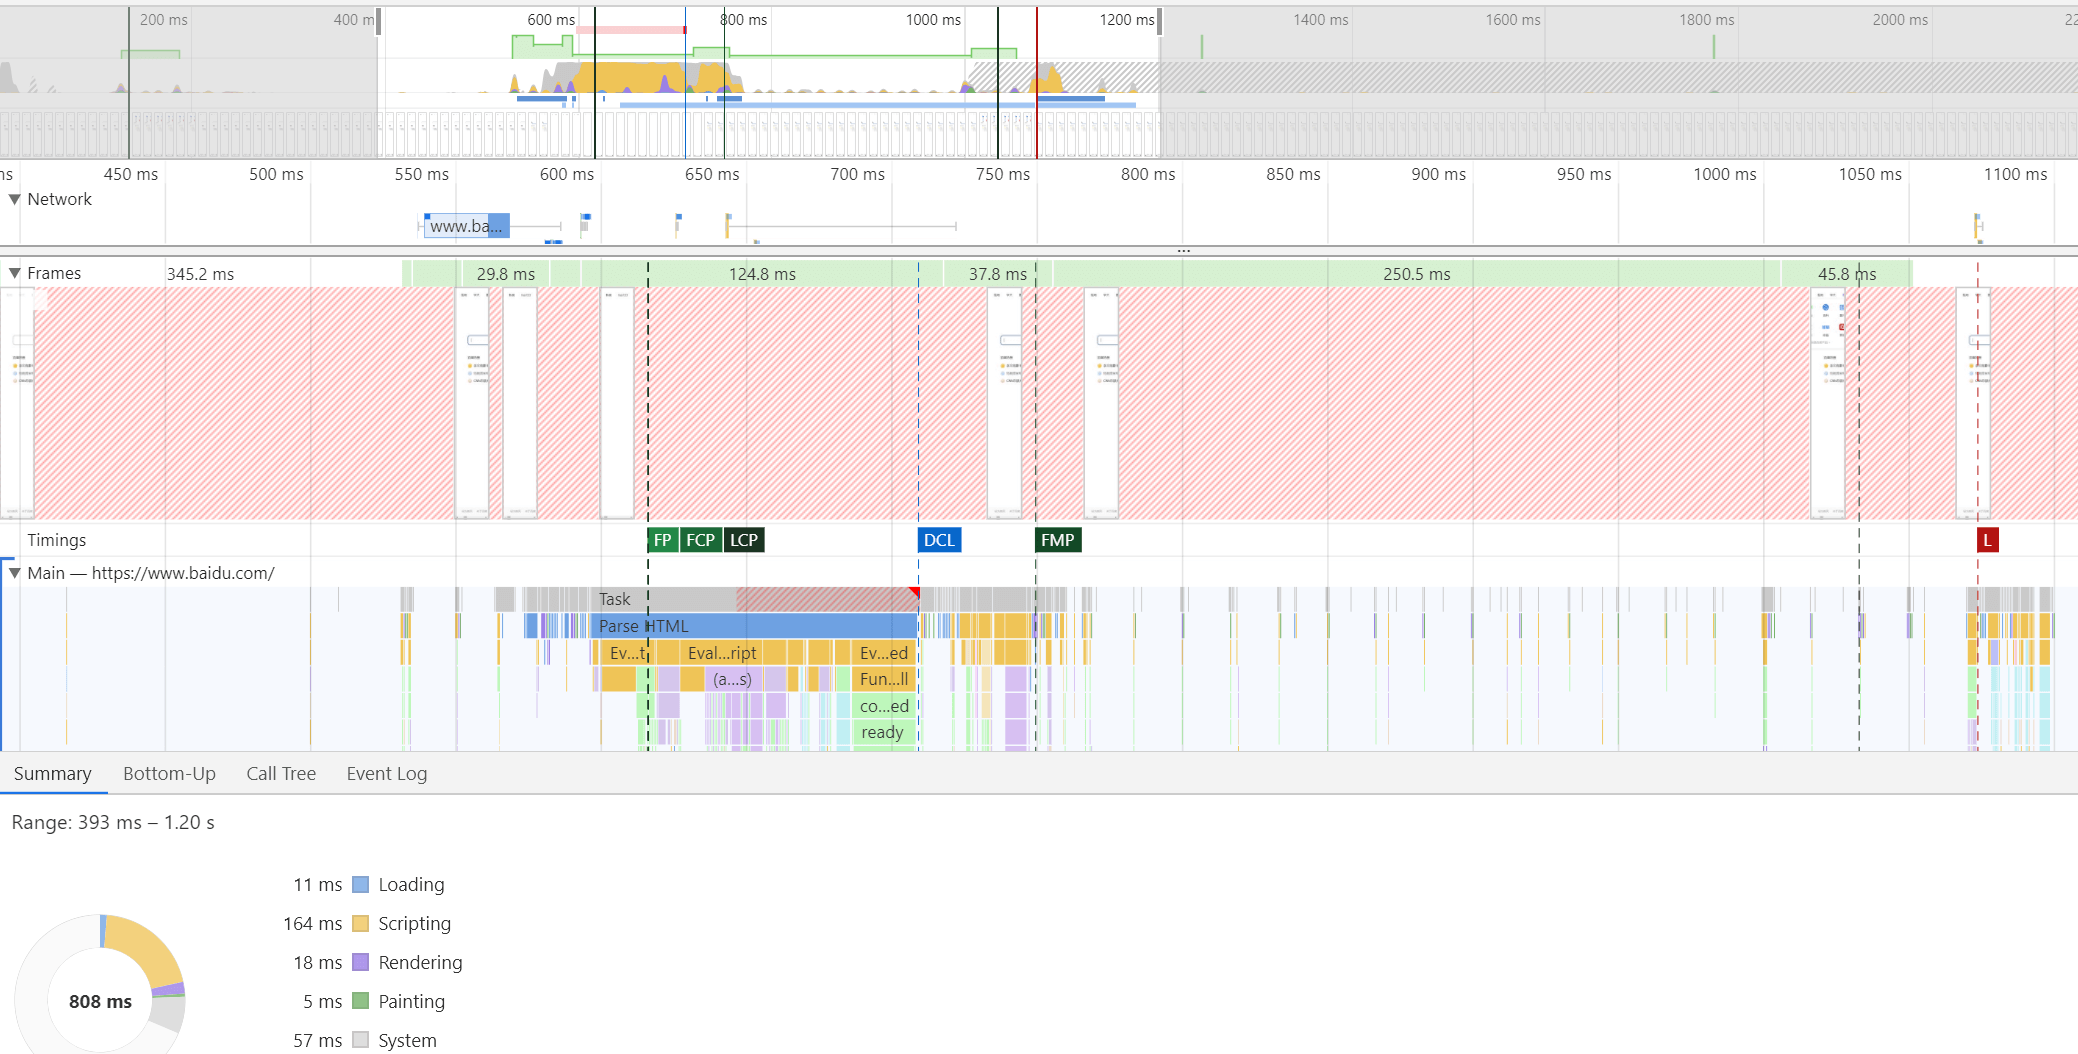 200 ms 400 m 600 ms 800 ms 1000 ms 1200 ms 1400 ms 1600 ms 1800 ms 2000 ms 22
ns 450 ms 500 ms 550 ms 600 ms 650 ms 700 ms 750 ms 800 ms 850 ms 900 ms 950 ms 1000 ms 1050 ms 1100 ms
Network
www.ba...
Frames 345.2 ms 29.8 ms 124.8 ms 37.8 ms 250.5 ms 45.8 ms
Timings FP FCP LCP DCL FMP L
Main — https://www.baidu.com/
Task
Parse HTML
Ev...t Eval...ript Ev...ed
(a...s) Fun...ll
co...ed
ready
Summary Bottom-Up Call Tree Event Log
Range: 393 ms – 1.20 s
11 ms Loading
164 ms Scripting
18 ms Rendering
808 ms
5 ms Painting
57 ms System